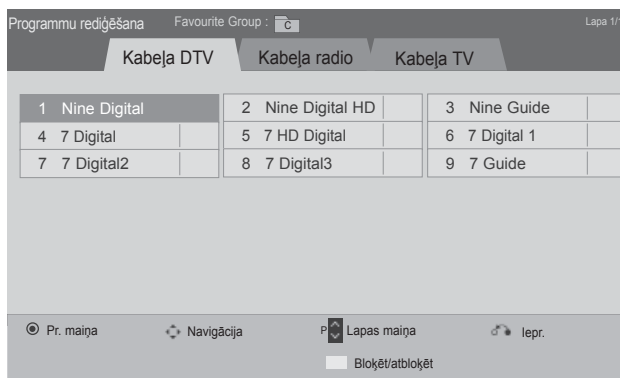 Programmu rediģēšana Favourite Group : C Lapa 1/1
Kabeļa DTV Kabeļa radio Kabeļa TV
1 Nine Digital 2 Nine Digital HD 3 Nine Guide
4 7 Digital 5 7 HD Digital 6 7 Digital 1
7 7 Digital2 8 7 Digital3 9 7 Guide
Pr. maiņa Navigācija P Lapas maiņa Iepr.
Bloķēt/atbloķēt